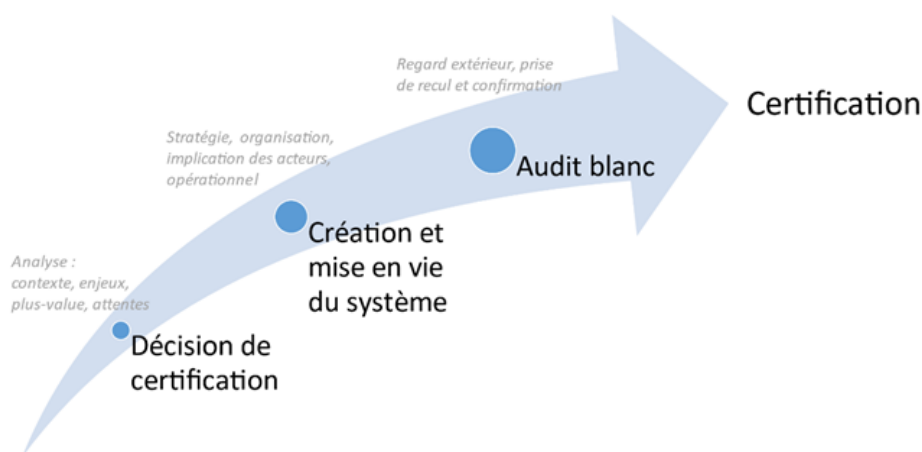 Regard extérieur, prise
de recul et confirmation
Certification
Stratégie, organisation,
implication des acteurs,
opérationnel
Audit blanc
Création et
mise en vie
du système
Analyse :
contexte, enjeux,
plus-value, attentes
Décision de
certification